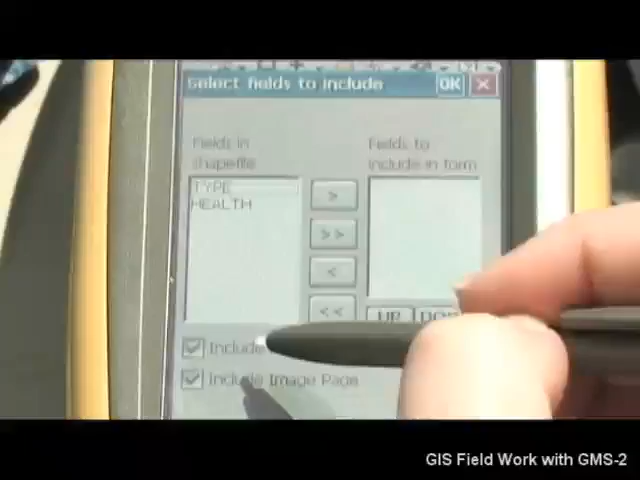 Select fields to include OK
Fields in
shapefile
Fields to
include in form
TYPE
HEALTH
>
>>
<
<<
UP
Include
Include Image Page
GIS Field Work with GMS-2